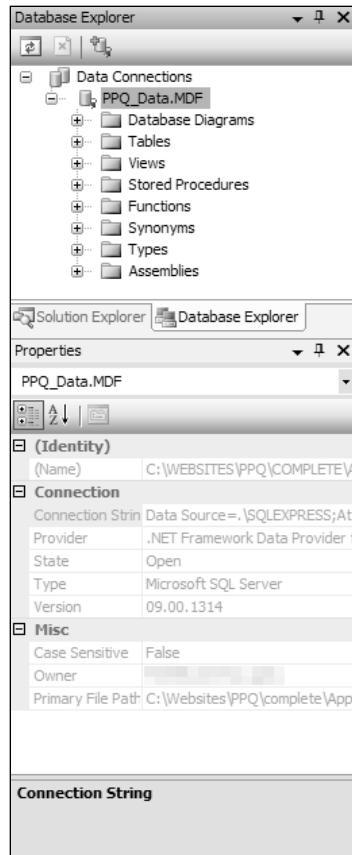 Database Explorer
Data Connections
PPQ_Data.MDF
Database Diagrams
Tables
Views
Stored Procedures
Functions
Synonyms
Types
Assemblies
Solution Explorer Database Explorer
Properties
PPQ_Data.MDF
(Identity)
(Name) C:\WEBSITES\PPQ\COMPLETE\A
Connection
Connection Strin Data Source=.\SQLEXPRESS;At
Provider .NET Framework Data Provider f
State Open
Type Microsoft SQL Server
Version 09.00.1314
Misc
Case Sensitive False
Owner
Primary File Path C:\Websites\PPQ\complete\App
Connection String